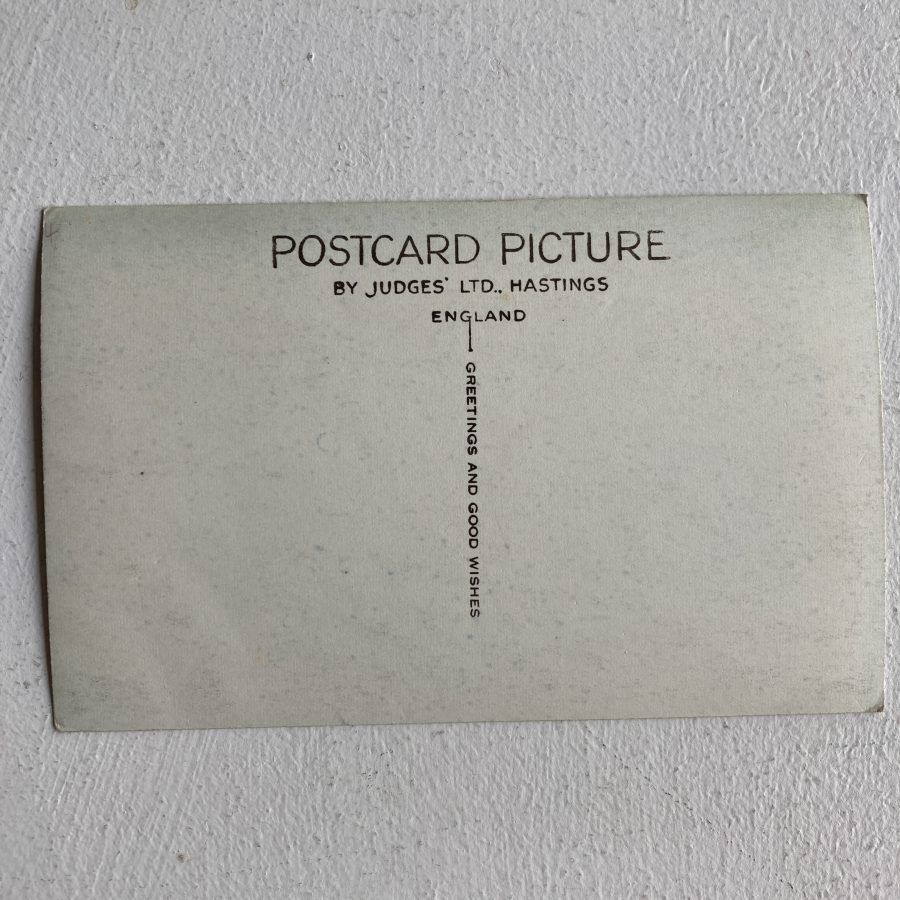 POSTCARD PICTURE
BY JUDGES' LTD., HASTINGS
ENGLAND
GREETINGS AND GOOD WISHES